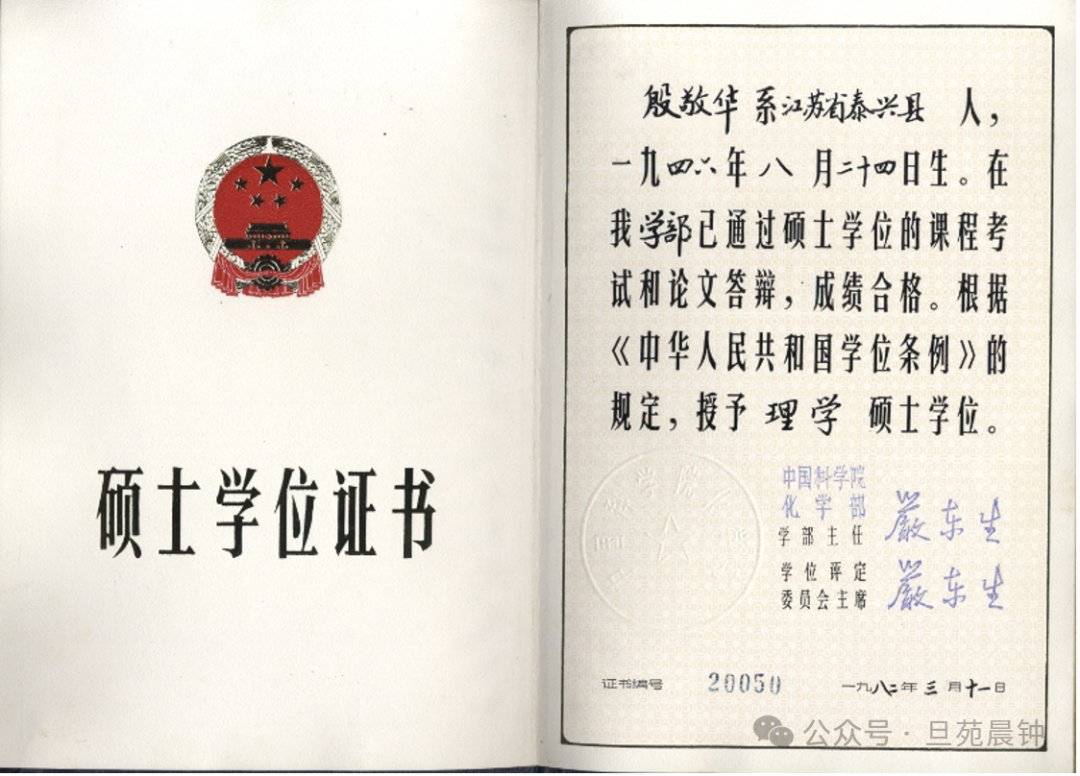 硕士学位证书
殷敬华 系江苏省泰兴县 人，
一九四六年 八 月二十四日生。在
我学部已通过硕士学位的课程考
试和论文答辩，成绩合格。根据
《中华人民共和国学位条例》的
规定，授予 理学 硕士学位。
中国科学院
化学部
学部主任 严东生
学位评定
委员会主席 严东生
证书编号 20050 一九八二年 三 月十一日
公众号·旦苑晨钟